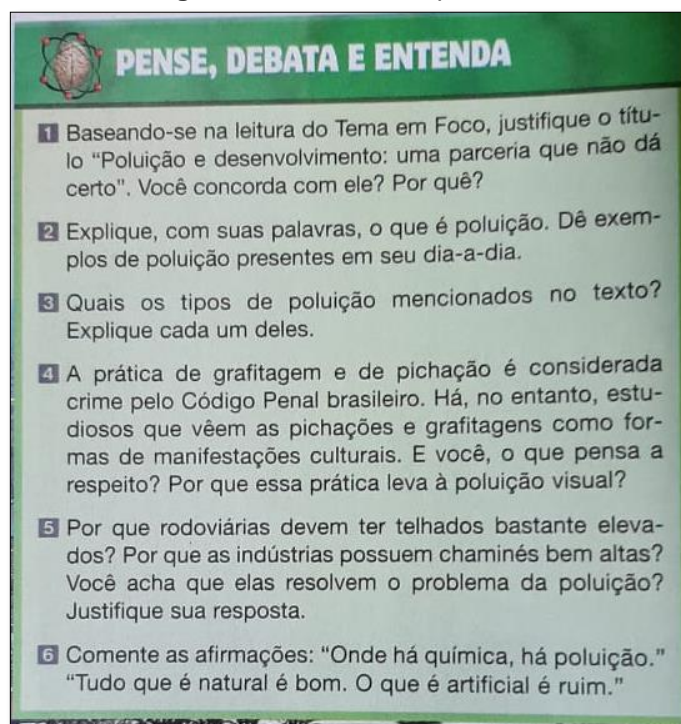 PENSE, DEBATA E ENTENDA
1 Baseando-se na leitura do Tema em Foco, justifique o títu-
lo “Poluição e desenvolvimento: uma parceria que não dá
certo". Você concorda com ele? Por quê?
2 Explique, com suas palavras, o que é poluição. Dê exem-
plos de poluição presentes em seu dia-a-dia.
3 Quais os tipos de poluição mencionados no texto?
Explique cada um deles.
4 A prática de grafitagem e de pichação é considerada
crime pelo Código Penal brasileiro. Há, no entanto, estu-
diosos que vêem as pichações e grafitagens como for-
mas de manifestações culturais. E você, o que pensa a
respeito? Por que essa prática leva à poluição visual?
5 Por que rodoviárias devem ter telhados bastante eleva-
dos? Por que as indústrias possuem chaminés bem altas?
Você acha que elas resolvem o problema da poluição?
Justifique sua resposta.
6 Comente as afirmações: “Onde há química, há poluição.”
“Tudo que é natural é bom. O que é artificial é ruim.”